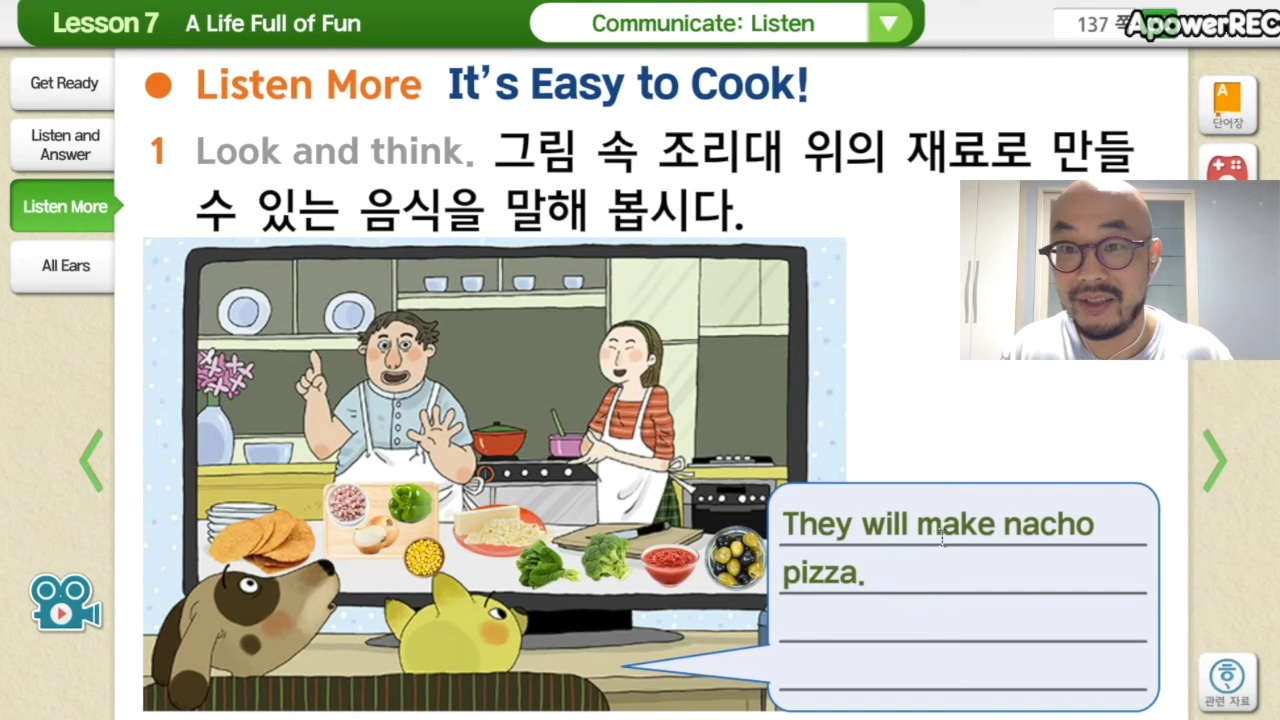 Lesson 7 A Life Full of Fun
Communicate: Listen
137 쪽
ApowerREC
Get Ready
Listen and
Answer
Listen More
All Ears
Listen More It's Easy to Cook!
1 Look and think. 그림 속 조리대 위의 재료로 만들
수 있는 음식을 말해 봅시다.
A
단어장
They will make nacho
pizza.
ㅎ
관련 자료